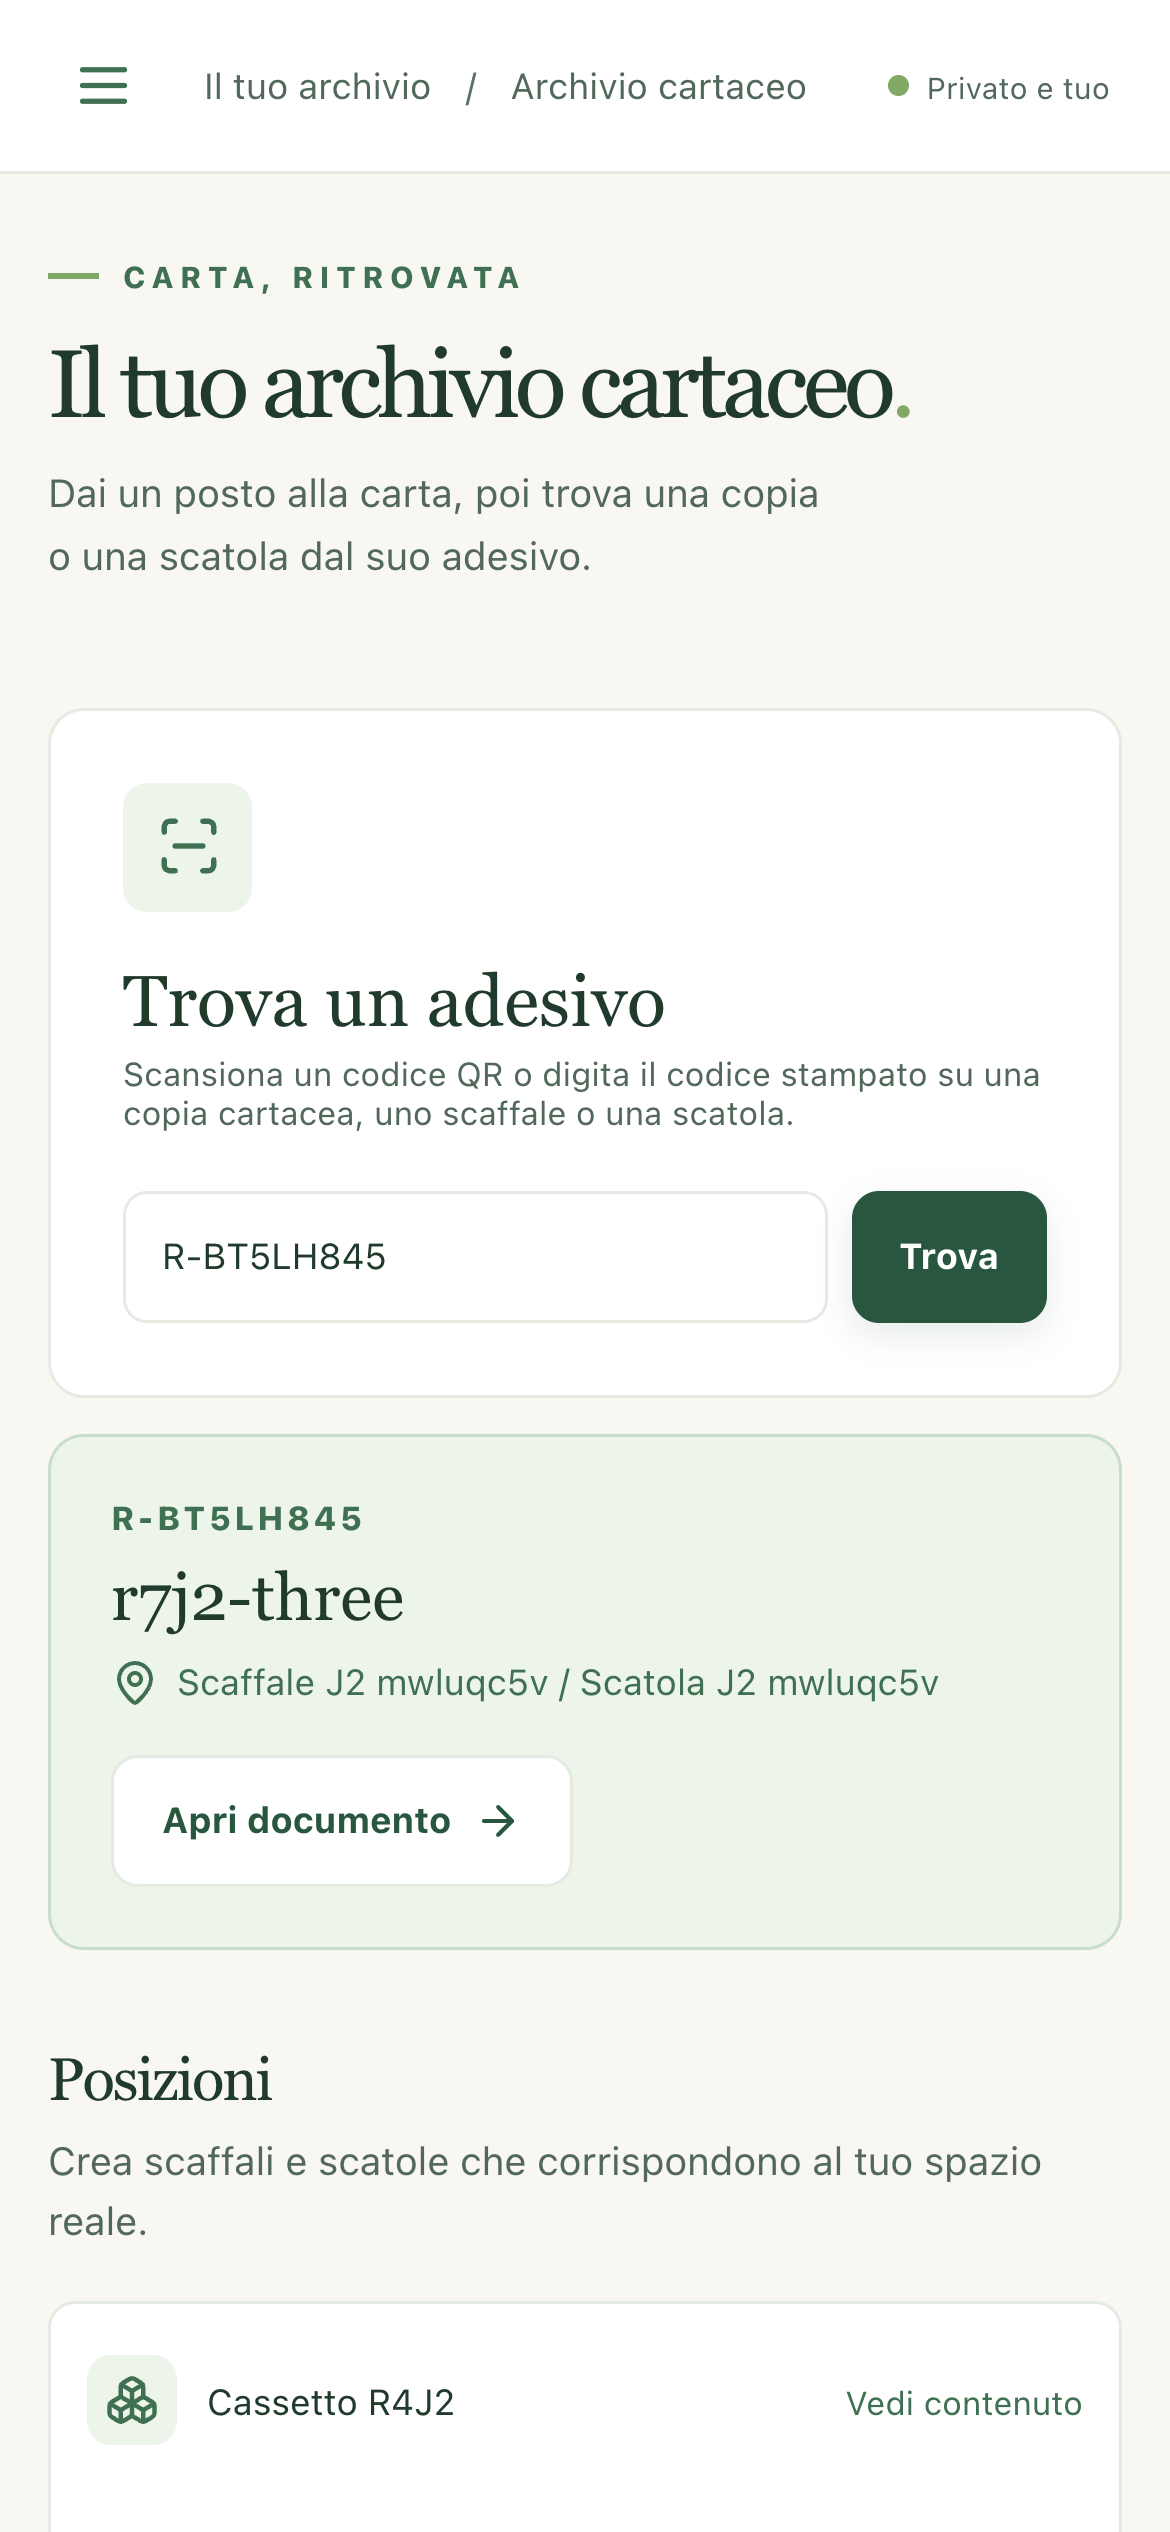 Il tuo archivio / Archivio cartaceo
Privato e tuo
CARTA, RITROVATA
Il tuo archivio cartaceo.
Dai un posto alla carta, poi trova una copia
o una scatola dal suo adesivo.
Trova un adesivo
Scansiona un codice QR o digita il codice stampato su una
copia cartacea, uno scaffale o una scatola.
R-BT5LH845
Trova
R-BT5LH845
r7j2-three
Scaffale J2 mwluqc5v / Scatola J2 mwluqc5v
Apri documento
Posizioni
Crea scaffali e scatole che corrispondono al tuo spazio
reale.
Cassetto R4J2
Vedi contenuto